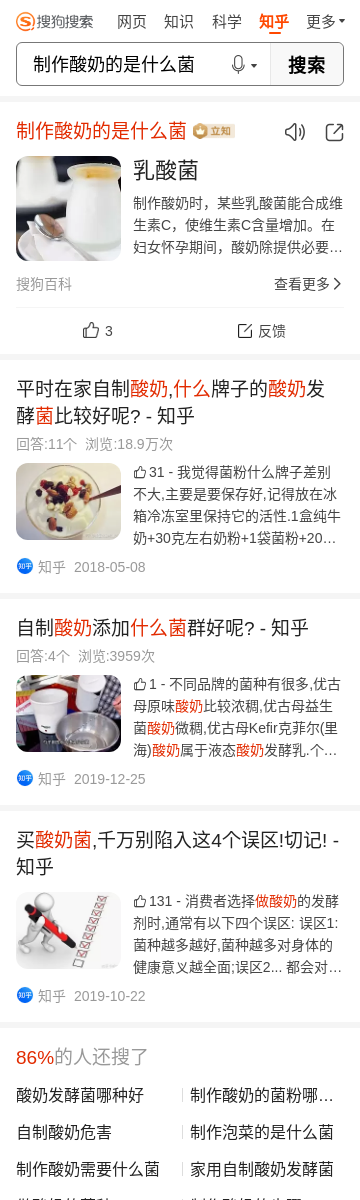 搜狗搜索 网页 知识 科学 知乎 更多
制作酸奶的是什么菌 搜索
制作酸奶的是什么菌 立知
乳酸菌
制作酸奶时，某些乳酸菌能合成维
生素C，使维生素C含量增加。在
妇女怀孕期间，酸奶除提供必要…
搜狗百科 查看更多
3 反馈
平时在家自制酸奶,什么牌子的酸奶发
酵菌比较好呢? - 知乎
回答:11个 浏览:18.9万次
31 - 我觉得菌粉什么牌子差别
不大,主要是要保存好,记得放在冰
箱冷冻室里保持它的活性.1盒纯牛
奶+30克左右奶粉+1袋菌粉+20…
知乎 知乎 2018-05-08
自制酸奶添加什么菌群好呢? - 知乎
回答:4个 浏览:3959次
1 - 不同品牌的菌种有很多,优古
母原味酸奶比较浓稠,优古母益生
菌酸奶微稠,优古母Kefir克菲尔(里
海)酸奶属于液态酸奶发酵乳.个…
知乎 知乎 2019-12-25
买酸奶菌,千万别陷入这4个误区!切记! -
知乎
131 - 消费者选择做酸奶的发酵
剂时,通常有以下四个误区: 误区1:
菌种越多越好,菌种越多对身体的
健康意义越全面;误区2... 都会对…
知乎 知乎 2019-10-22
86%的人还搜了
酸奶发酵菌哪种好 制作酸奶的菌粉哪…
自制酸奶危害 制作泡菜的是什么菌
制作酸奶需要什么菌 家用自制酸奶发酵菌